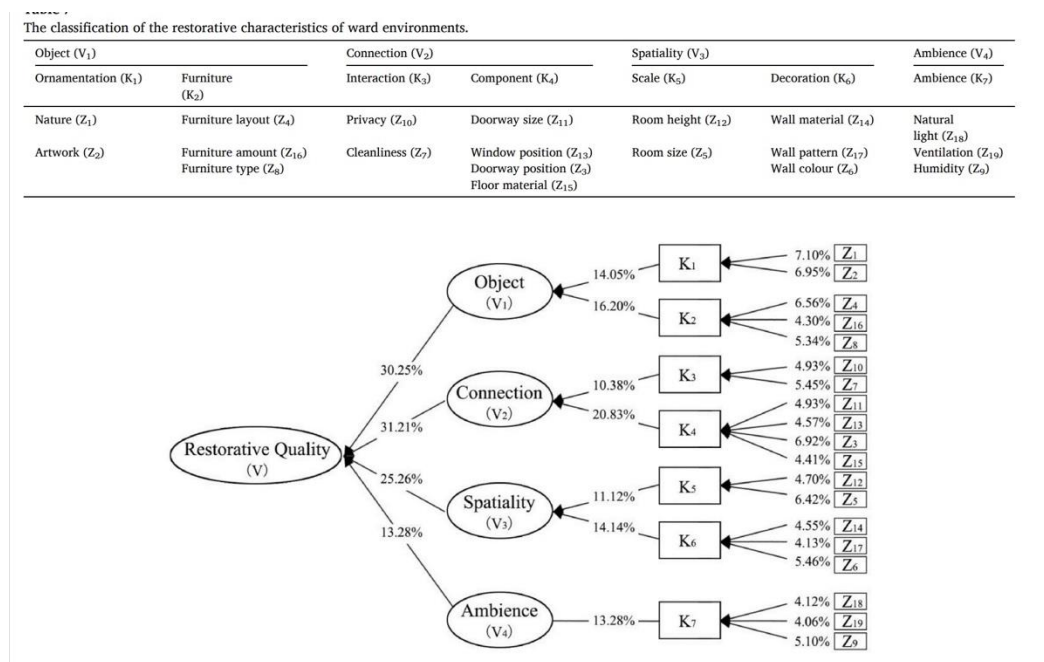 The classification of the restorative characteristics of ward environments.
Object (V₁) Connection (V₂) Spatiality (V₃) Ambience (V₄)
Ornamentation (K₁) Furniture (K₂) Interaction (K₃) Component (K₄) Scale (K₅) Decoration (K₆) Ambience (K₇)
Nature (Z₁) Furniture layout (Z₄) Privacy (Z₁₀) Doorway size (Z₁₁) Room height (Z₁₂) Wall material (Z₁₄) Natural light (Z₁₈)
Artwork (Z₂) Furniture amount (Z₁₆) Cleanliness (Z₇) Window position (Z₁₃) Room size (Z₅) Wall pattern (Z₁₇) Ventilation (Z₁₉)
Furniture type (Z₈) Doorway position (Z₃) Wall colour (Z₆) Humidity (Z₉)
Floor material (Z₁₅)
Restorative Quality
(V)
30.25%
31.21%
25.26%
13.28%
Object
(V₁)
14.05%
16.20%
K₁
7.10% Z₁
6.95% Z₂
K₂
6.56% Z₄
4.30% Z₁₆
5.34% Z₈
Connection
(V₂)
10.38%
20.83%
K₃
4.93% Z₁₀
5.45% Z₇
K₄
4.93% Z₁₁
4.57% Z₁₃
6.92% Z₃
4.41% Z₁₅
Spatiality
(V₃)
11.12%
14.14%
K₅
4.70% Z₁₂
6.42% Z₅
K₆
4.55% Z₁₄
4.13% Z₁₇
5.46% Z₆
Ambience
(V₄)
13.28%
K₇
4.12% Z₁₈
4.06% Z₁₉
5.10% Z₉